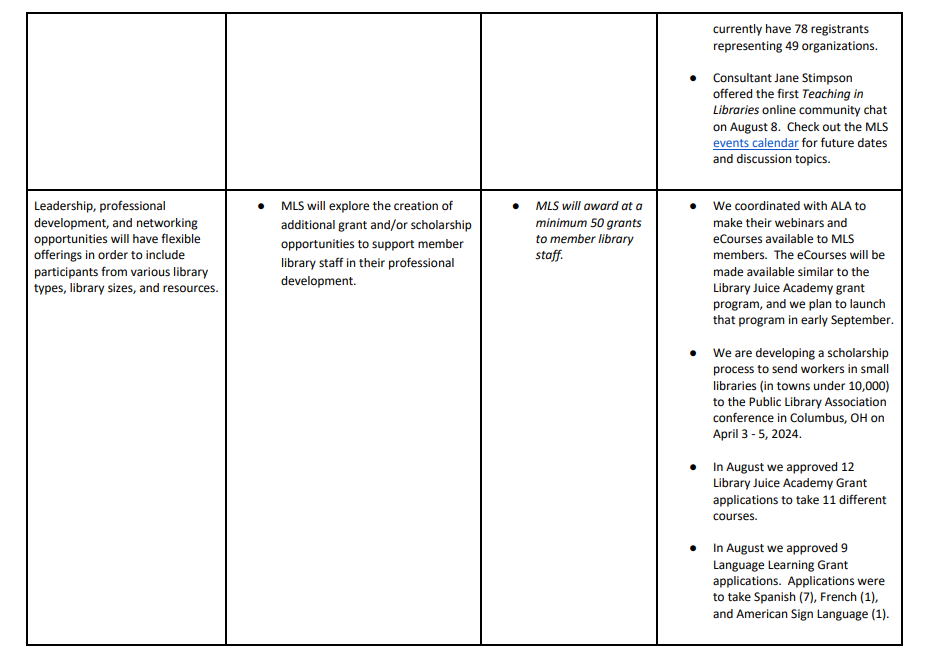 currently have 78 registrants
representing 49 organizations.
● Consultant Jane Stimpson
offered the first Teaching in
Libraries online community chat
on August 8.  Check out the MLS
events calendar for future dates
and discussion topics.
Leadership, professional
development, and networking
opportunities will have flexible
offerings in order to include
participants from various library
types, library sizes, and resources.
● MLS will explore the creation of
additional grant and/or scholarship
opportunities to support member
library staff in their professional
development.
● MLS will award at a
minimum 50 grants
to member library
staff.
● We coordinated with ALA to
make their webinars and
eCourses available to MLS
members.  The eCourses will be
made available similar to the
Library Juice Academy grant
program, and we plan to launch
that program in early September.
● We are developing a scholarship
process to send workers in small
libraries (in towns under 10,000)
to the Public Library Association
conference in Columbus, OH on
April 3 - 5, 2024.
● In August we approved 12
Library Juice Academy Grant
applications to take 11 different
courses.
● In August we approved 9
Language Learning Grant
applications.  Applications were
to take Spanish (7), French (1),
and American Sign Language (1).